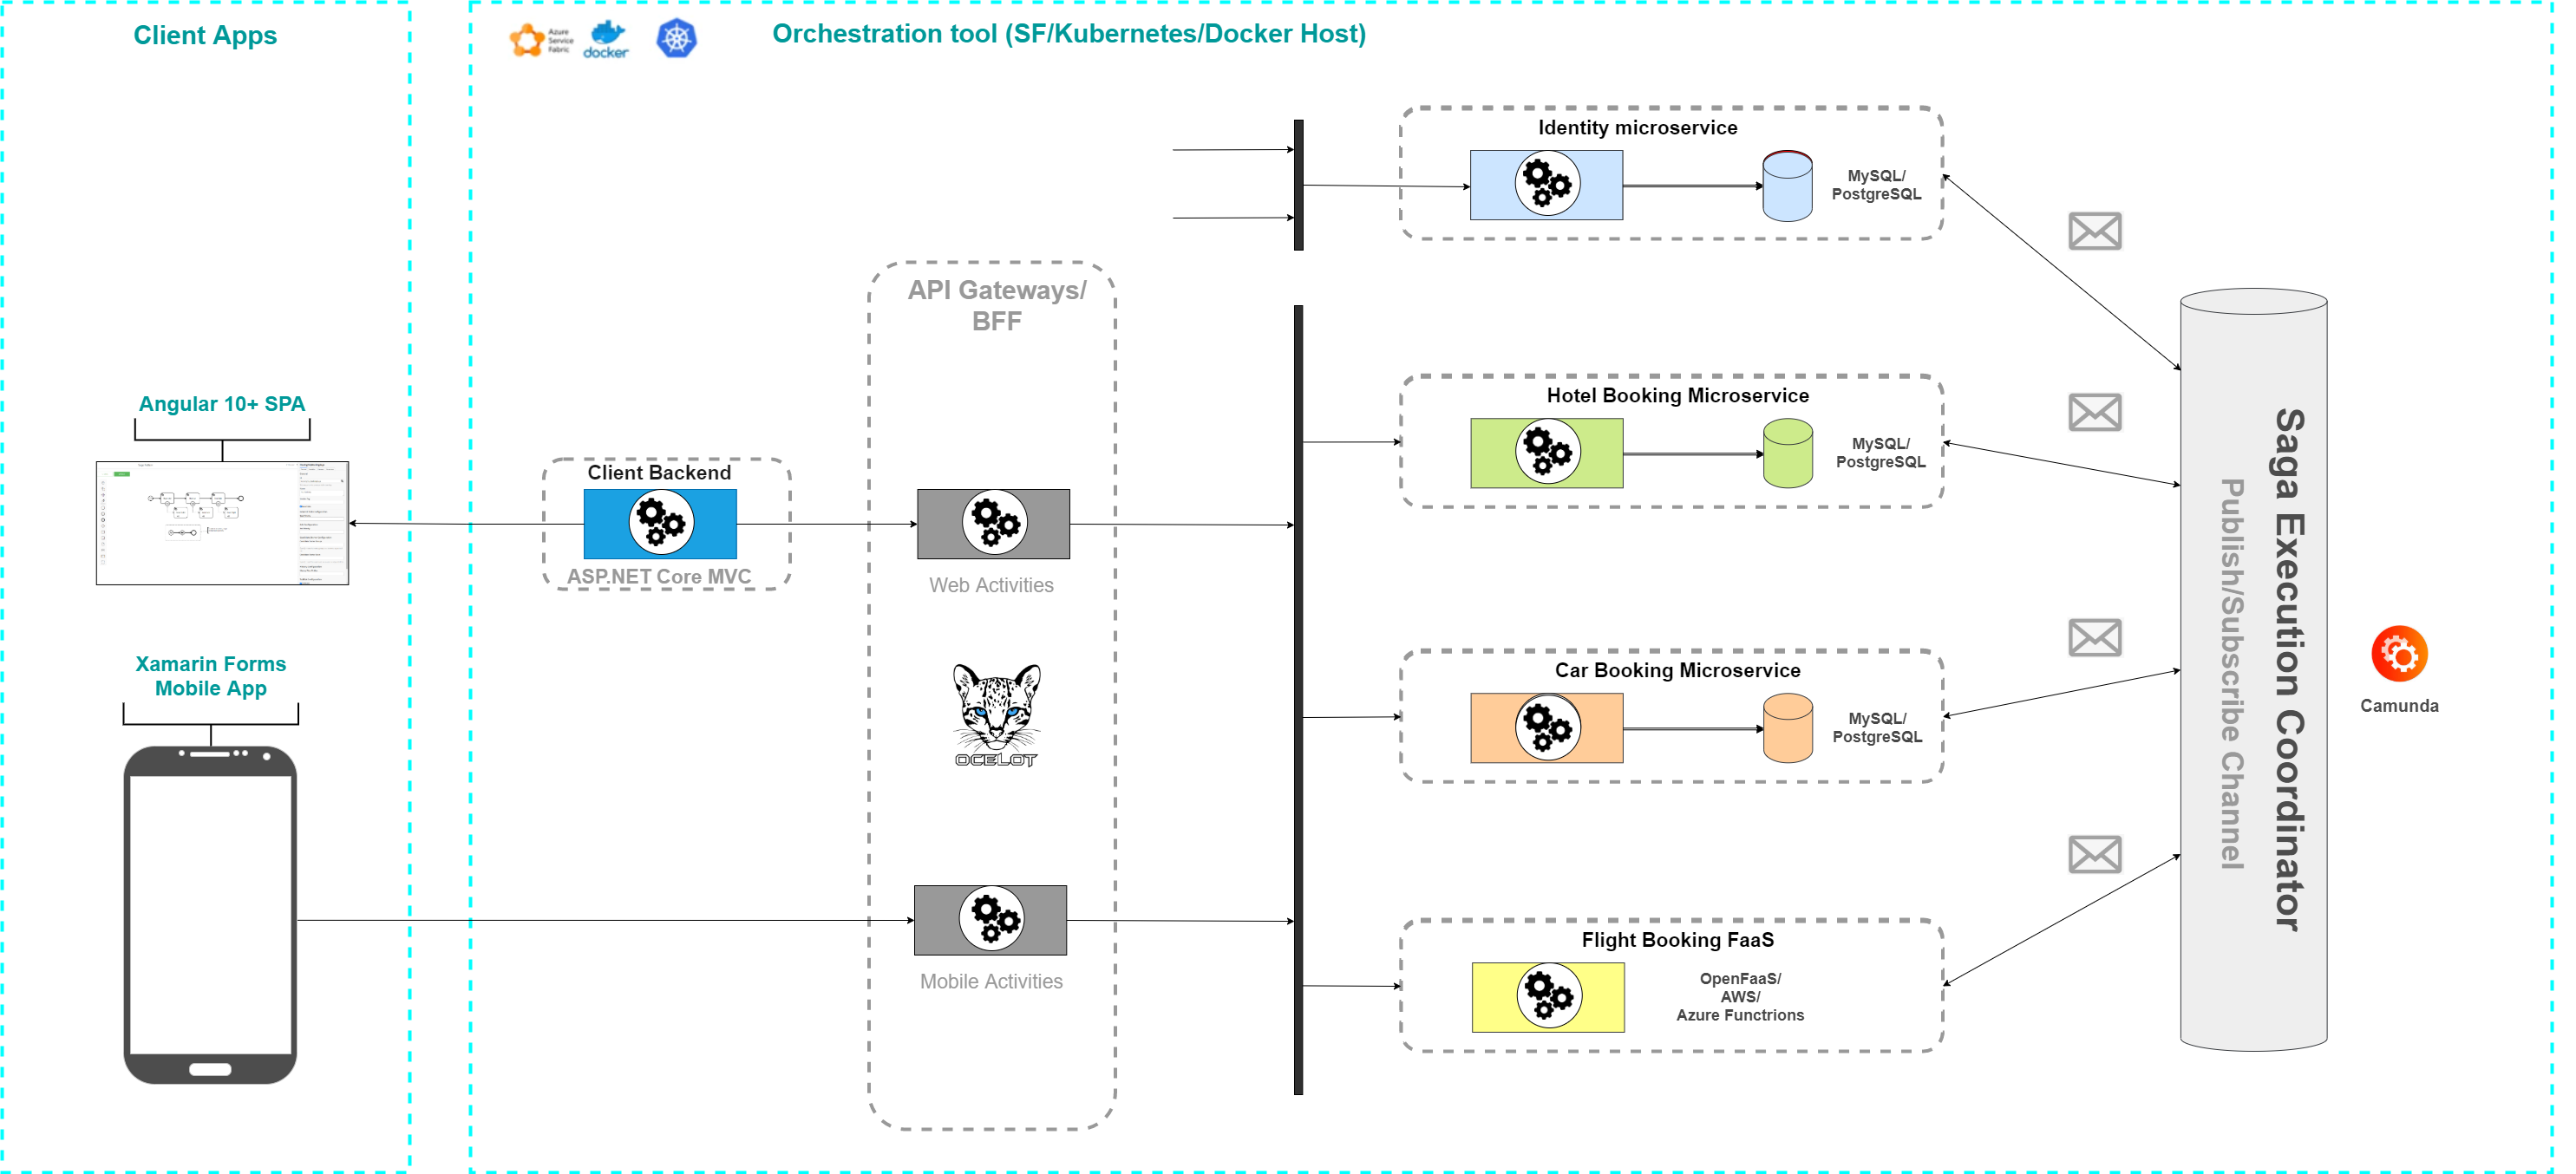 Client Apps
Azure
Service
Fabric
docker
Orchestration tool (SF/Kubernetes/Docker Host)
Identity microservice
MySQL/
PostgreSQL
API Gateways/
BFF
Hotel Booking Microservice
MySQL/
PostgreSQL
Angular 10+ SPA
Client Backend
ASP.NET Core MVC
Web Activities
Xamarin Forms
Mobile App
OCELOT
Car Booking Microservice
MySQL/
PostgreSQL
Mobile Activities
Flight Booking FaaS
OpenFaaS/
AWS/
Azure Functrions
Saga Execution Coordinator
Publish/Subscribe Channel
Camunda